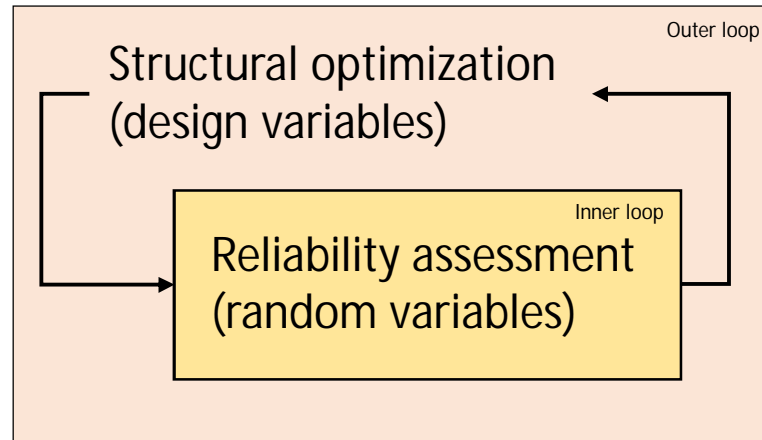 Outer loop
Structural optimization
(design variables)
Inner loop
Reliability assessment
(random variables)